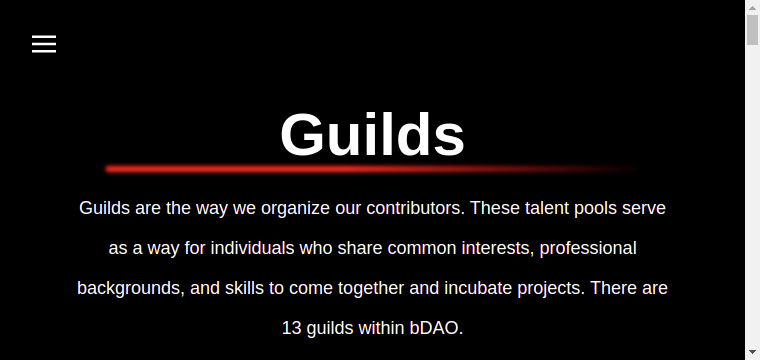 Guilds
Guilds are the way we organize our contributors. These talent pools serve
as a way for individuals who share common interests, professional
backgrounds, and skills to come together and incubate projects. There are
13 guilds within bDAO.